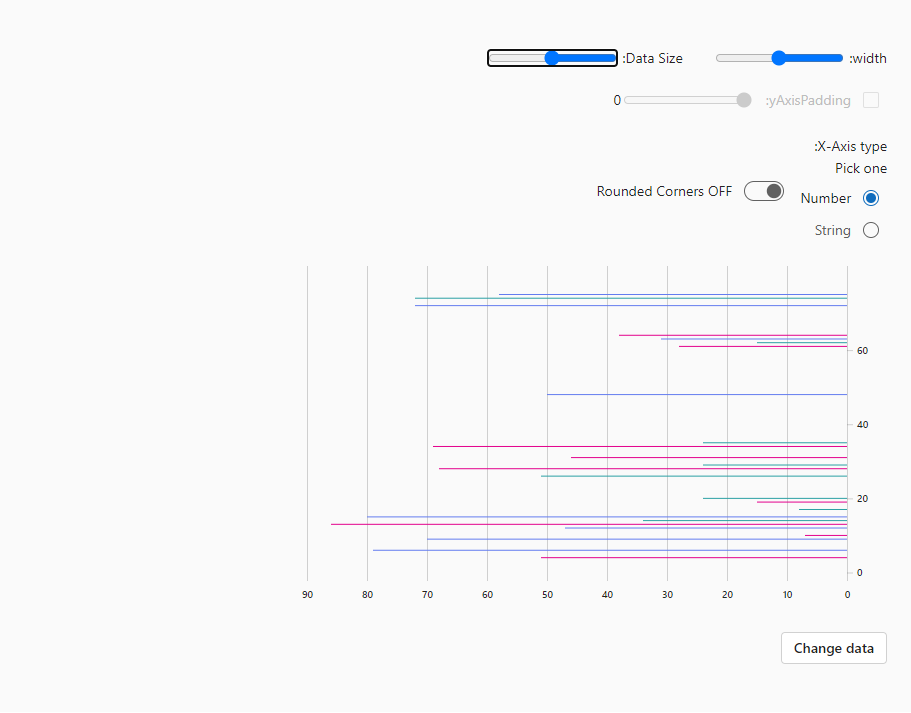 :width
:Data Size
:yAxisPadding
0
:X-Axis type
Pick one
Number
Rounded Corners OFF
String
60
40
20
0
90 80 70 60 50 40 30 20 10 0
Change data